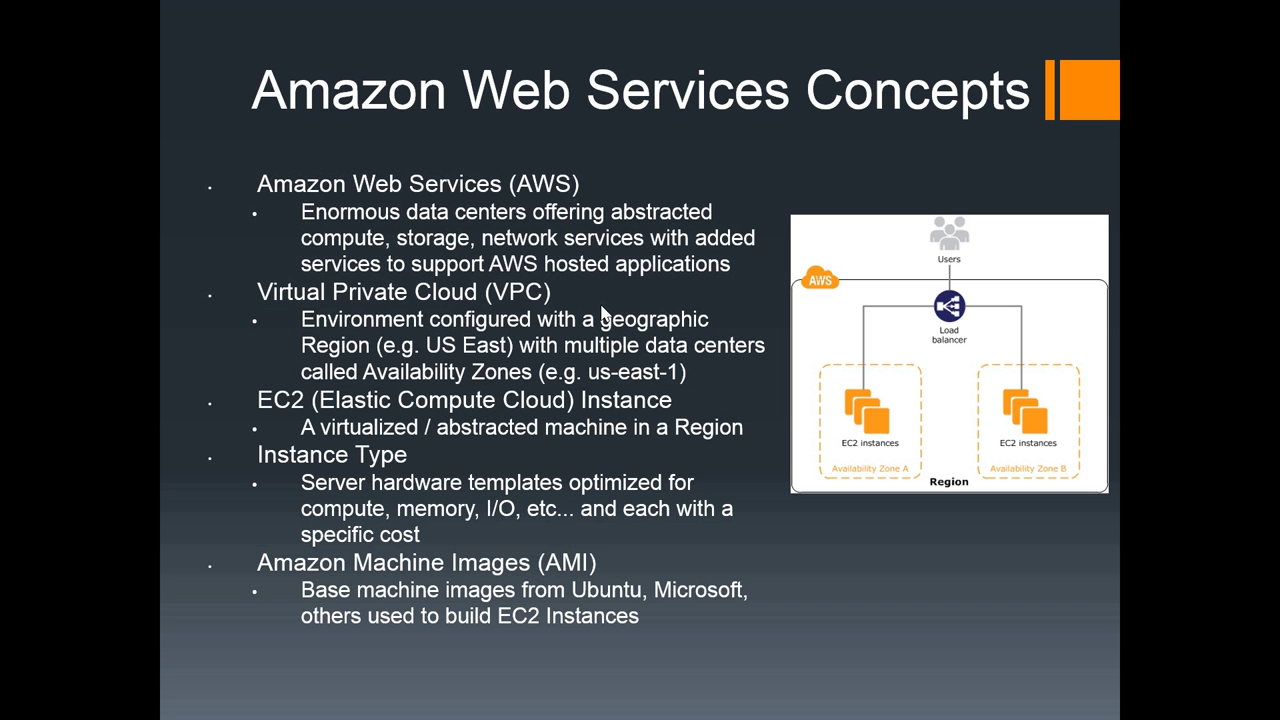 Amazon Web Services Concepts
• Amazon Web Services (AWS)
• Enormous data centers offering abstracted
compute, storage, network services with added
services to support AWS hosted applications
• Virtual Private Cloud (VPC)
• Environment configured with a geographic
Region (e.g. US East) with multiple data centers
called Availability Zones (e.g. us-east-1)
• EC2 (Elastic Compute Cloud) Instance
• A virtualized / abstracted machine in a Region
• Instance Type
• Server hardware templates optimized for
compute, memory, I/O, etc... and each with a
specific cost
• Amazon Machine Images (AMI)
• Base machine images from Ubuntu, Microsoft,
others used to build EC2 Instances
Users
AWS
Load
balancer
EC2 instances
EC2 instances
Availability Zone A
Availability Zone B
Region